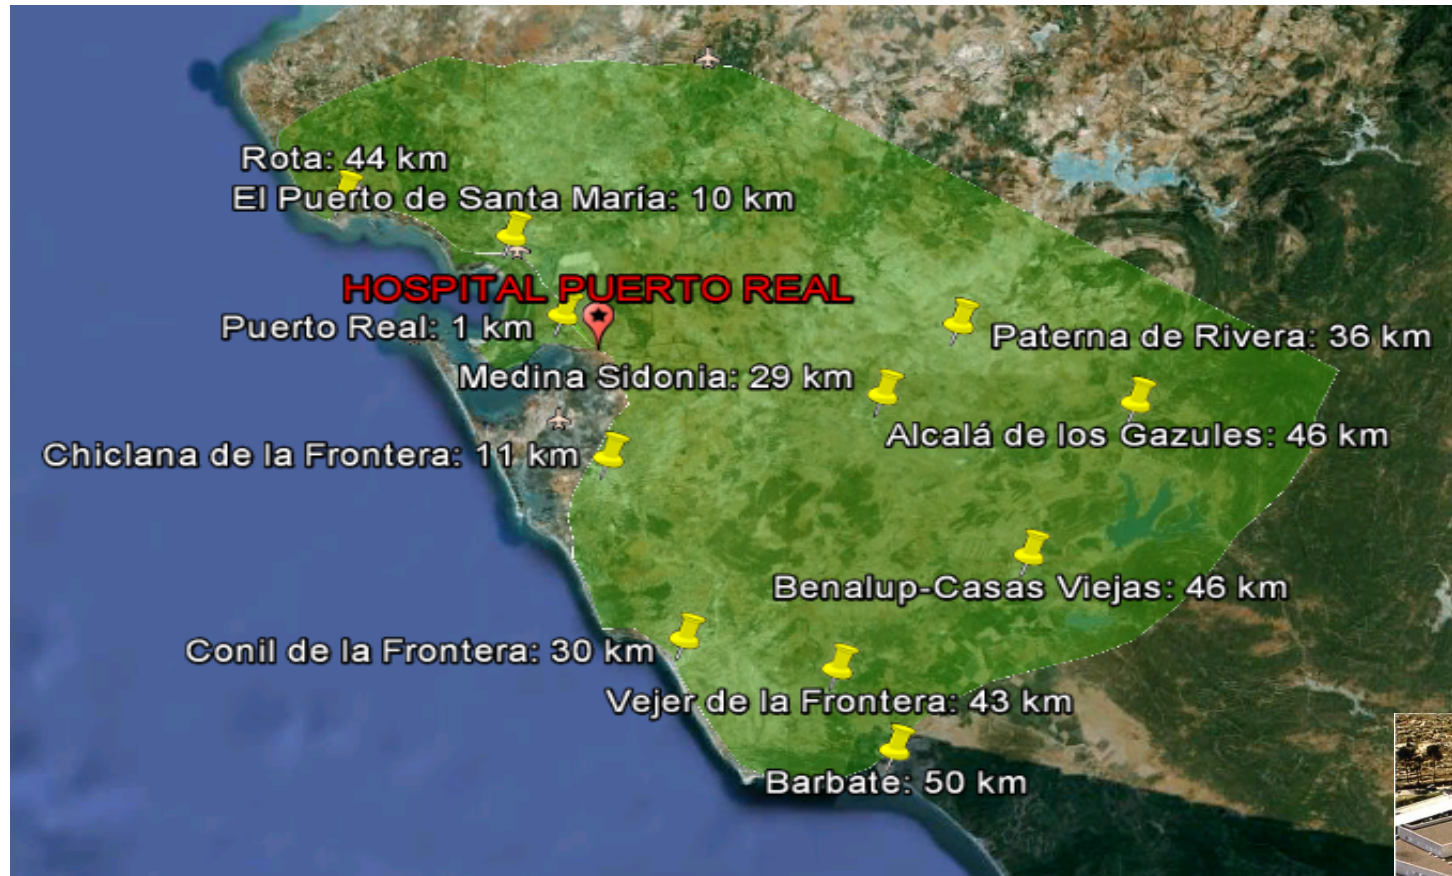 Rota: 44 km
El Puerto de Santa María: 10 km
HOSPITAL PUERTO REAL
Puerto Real: 1 km
Paterna de Rivera: 36 km
Medina Sidonia: 29 km
Alcalá de los Gazules: 46 km
Chiclana de la Frontera: 11 km
Benalup-Casas Viejas: 46 km
Conil de la Frontera: 30 km
Vejer de la Frontera: 43 km
Barbate: 50 km